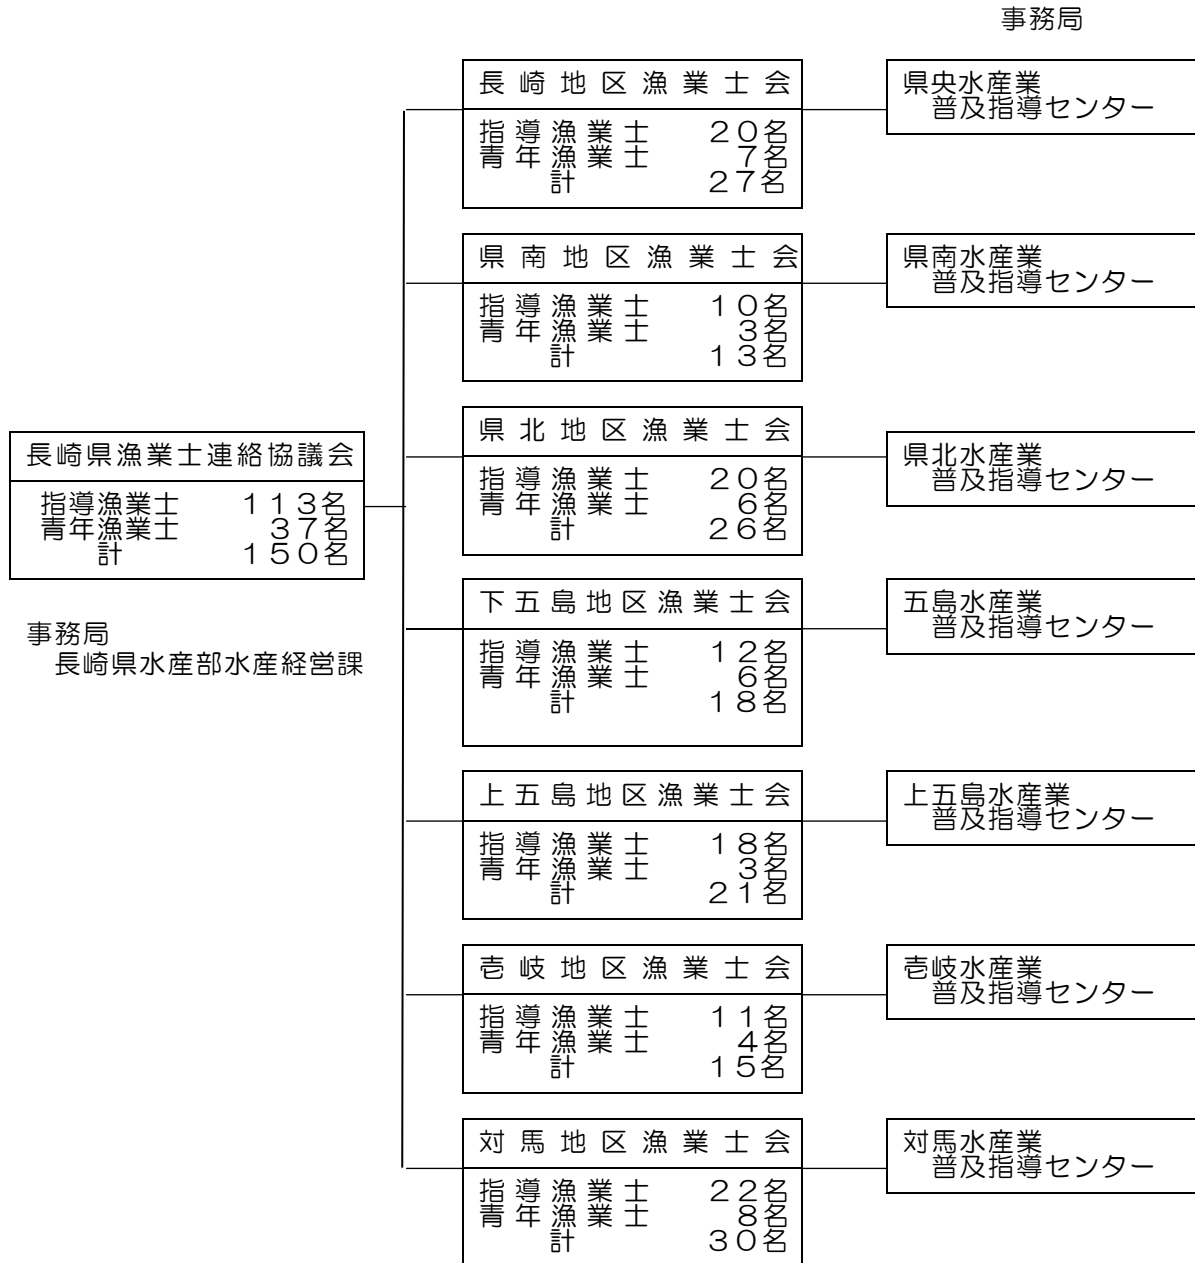 事務局
長崎地区漁業士会
指導漁業士 20名
青年漁業士 7名
計 27名
県央水産業
普及指導センター
県南地区漁業士会
指導漁業士 10名
青年漁業士 3名
計 13名
県南水産業
普及指導センター
長崎県漁業士連絡協議会
指導漁業士 113名
青年漁業士 37名
計 150名
事務局
長崎県水産部水産経営課
県北地区漁業士会
指導漁業士 20名
青年漁業士 6名
計 26名
県北水産業
普及指導センター
下五島地区漁業士会
指導漁業士 12名
青年漁業士 6名
計 18名
五島水産業
普及指導センター
上五島地区漁業士会
指導漁業士 18名
青年漁業士 3名
計 21名
上五島水産業
普及指導センター
壱岐地区漁業士会
指導漁業士 11名
青年漁業士 4名
計 15名
壱岐水産業
普及指導センター
対馬地区漁業士会
指導漁業士 22名
青年漁業士 8名
計 30名
対馬水産業
普及指導センター